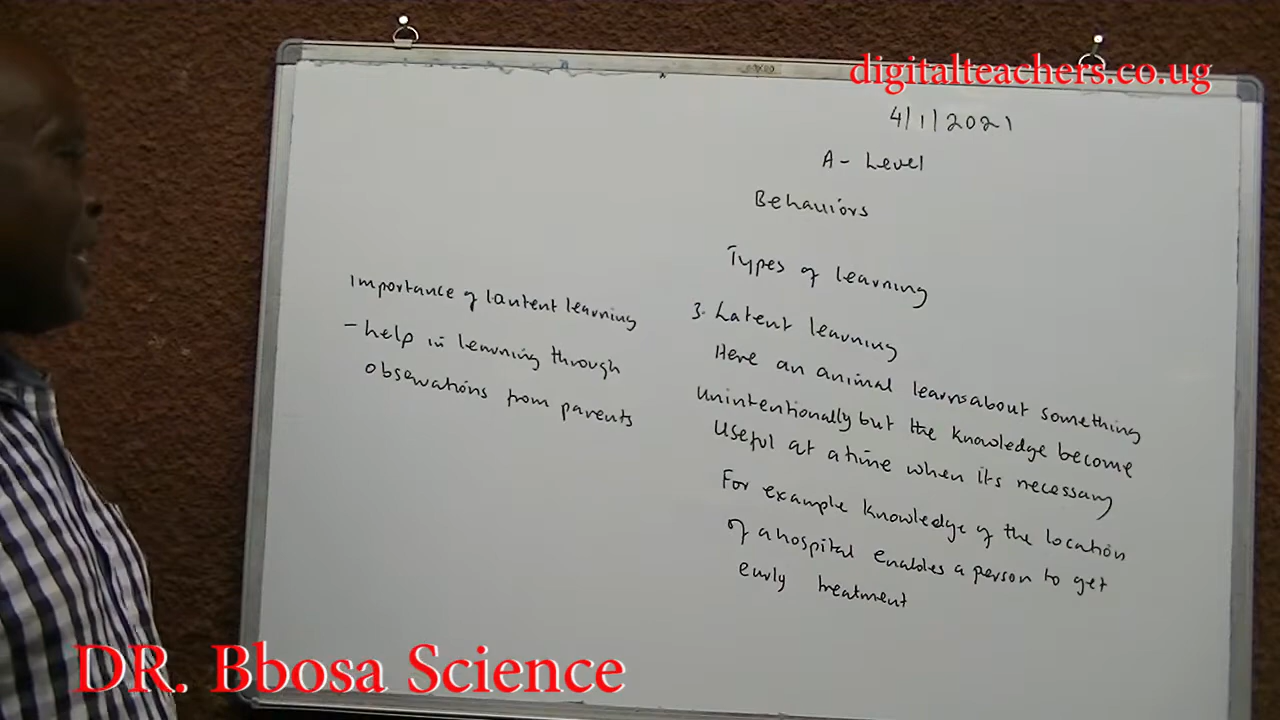 digitalteachers.co.ug
4/1/2021
A- Level
Behaviors
Types of learning
3. Latent learning
Here an animal learns about something
unintentionally but the knowledge become
useful at a time when its necessary
For example knowledge of the location
of a hospital enables a person to get
early treatment
Importance of lantent learning
- help in learning through
observations from parents
DR. Bbosa Science